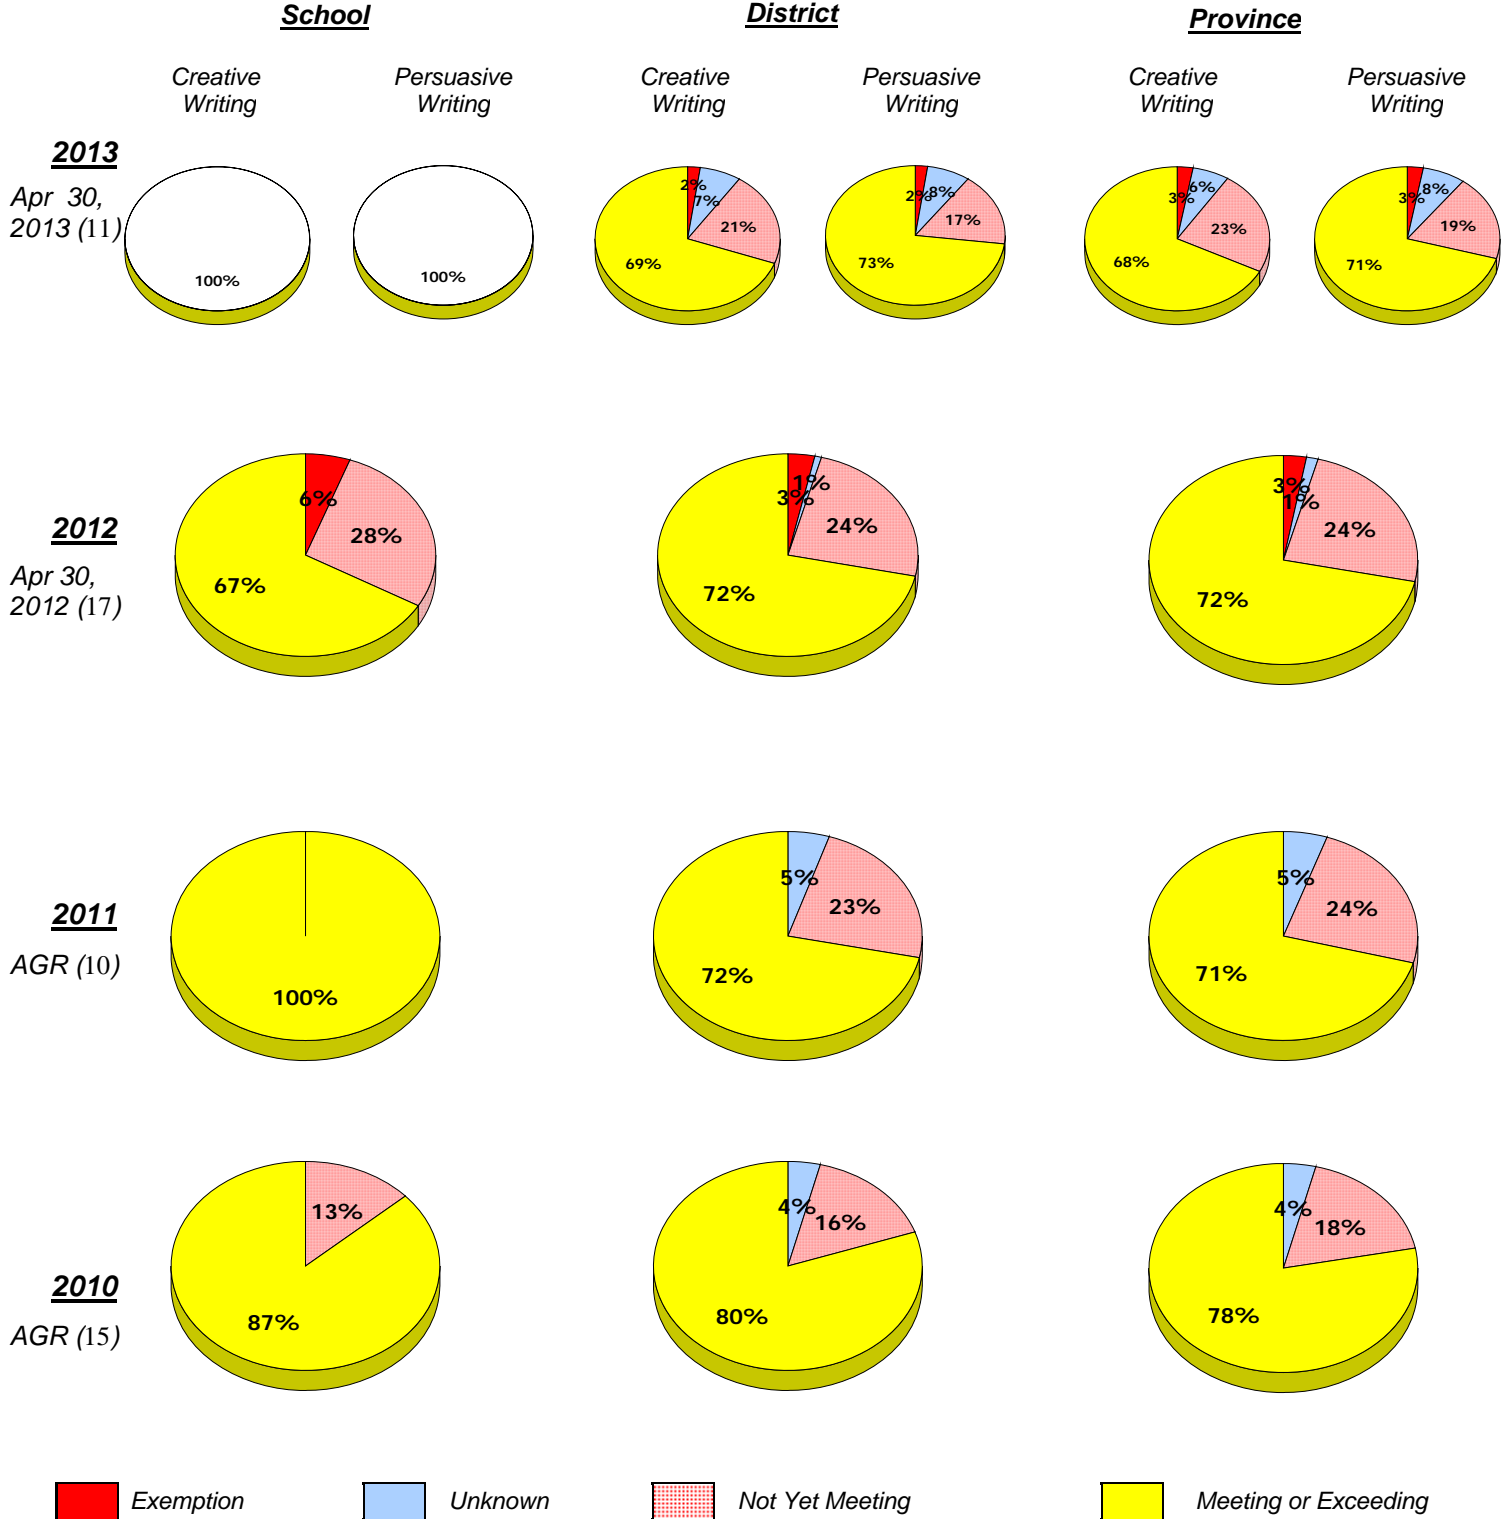 School District Province
Creative Writing Persuasive Writing Creative Writing Persuasive Writing Creative Writing Persuasive Writing
2013
Apr 30,
2013 (11)
100% 100% 2% 7% 21% 69% 2% 8% 17% 73% 3% 6% 23% 68% 3% 8% 19% 71%
2012
Apr 30,
2012 (17)
6% 28% 67% 3% 1% 24% 72% 3% 1% 24% 72%
2011
AGR (10)
100% 5% 23% 72% 5% 24% 71%
2010
AGR (15)
13% 87% 4% 16% 80% 4% 18% 78%
Exemption Unknown Not Yet Meeting Meeting or Exceeding